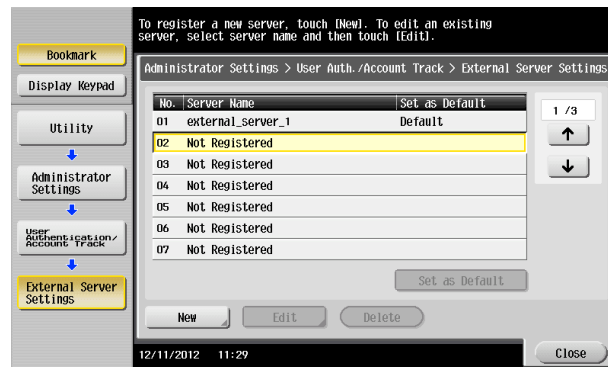 To register a new server, touch [New]. To edit an existing
server, select server name and then touch [Edit].
Bookmark
Display Keypad
Utility
Administrator
Settings
User
Authentication/
Account Track
External Server
Settings
Administrator Settings > User Auth./Account Track > External Server Settings
No. Server Name Set as Default
01 external_server_1 Default
02 Not Registered
03 Not Registered
04 Not Registered
05 Not Registered
06 Not Registered
07 Not Registered
1 /3
Set as Default
New Edit Delete
12/11/2012 11:29
Close